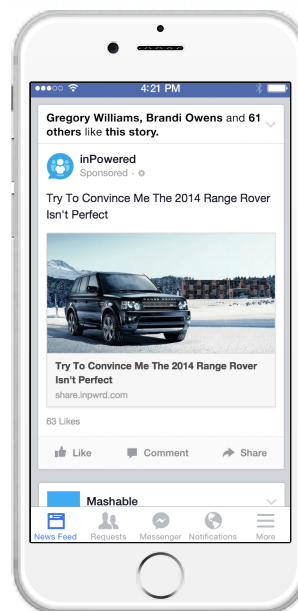 4:21 PM
Gregory Williams, Brandi Owens and 61
others like this story.
inPowered
Sponsored ·
Try To Convince Me The 2014 Range Rover
Isn't Perfect
RANGE ROVER
Try To Convince Me The 2014 Range Rover
Isn't Perfect
share.inpwrd.com
63 Likes
Like Comment Share
Mashable
News Feed Requests Messenger Notifications More